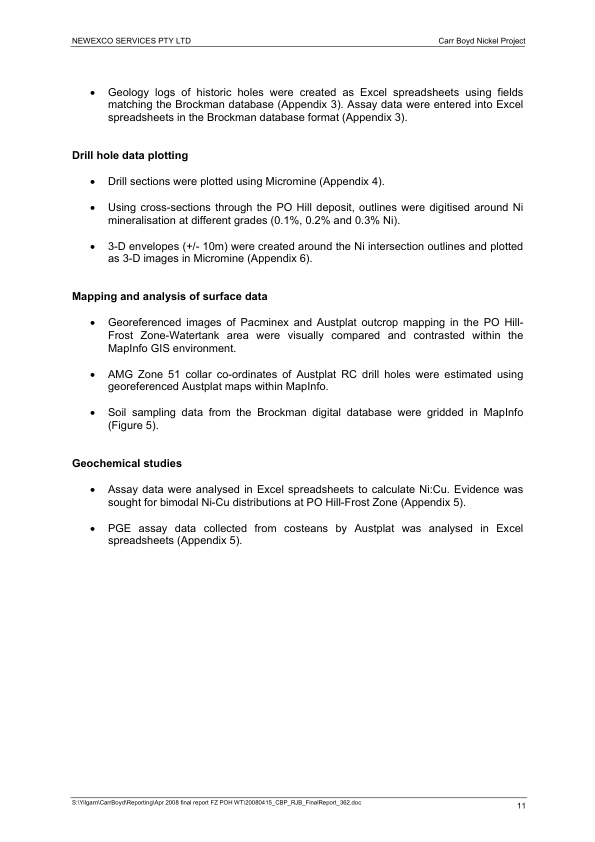 NEWEXCO SERVICES PTY LTD Carr Boyd Nickel Project
• Geology logs of historic holes were created as Excel spreadsheets using fields
matching the Brockman database (Appendix 3). Assay data were entered into Excel
spreadsheets in the Brockman database format (Appendix 3).
Drill hole data plotting
• Drill sections were plotted using Micromine (Appendix 4).
• Using cross-sections through the PO Hill deposit, outlines were digitised around Ni
mineralisation at different grades (0.1%, 0.2% and 0.3% Ni).
• 3-D envelopes (+/- 10m) were created around the Ni intersection outlines and plotted
as 3-D images in Micromine (Appendix 6).
Mapping and analysis of surface data
• Georeferenced images of Pacminex and Austplat outcrop mapping in the PO Hill-
Frost Zone-Watertank area were visually compared and contrasted within the
MapInfo GIS environment.
• AMG Zone 51 collar co-ordinates of Austplat RC drill holes were estimated using
georeferenced Austplat maps within MapInfo.
• Soil sampling data from the Brockman digital database were gridded in MapInfo
(Figure 5).
Geochemical studies
• Assay data were analysed in Excel spreadsheets to calculate Ni:Cu. Evidence was
sought for bimodal Ni-Cu distributions at PO Hill-Frost Zone (Appendix 5).
• PGE assay data collected from costeans by Austplat was analysed in Excel
spreadsheets (Appendix 5).
S:\Yilgarn\CarrBoyd\Reporting\Apr 2008 final report FZ POH WT\20080415_CBP_RJB_FinalReport_362.doc
11